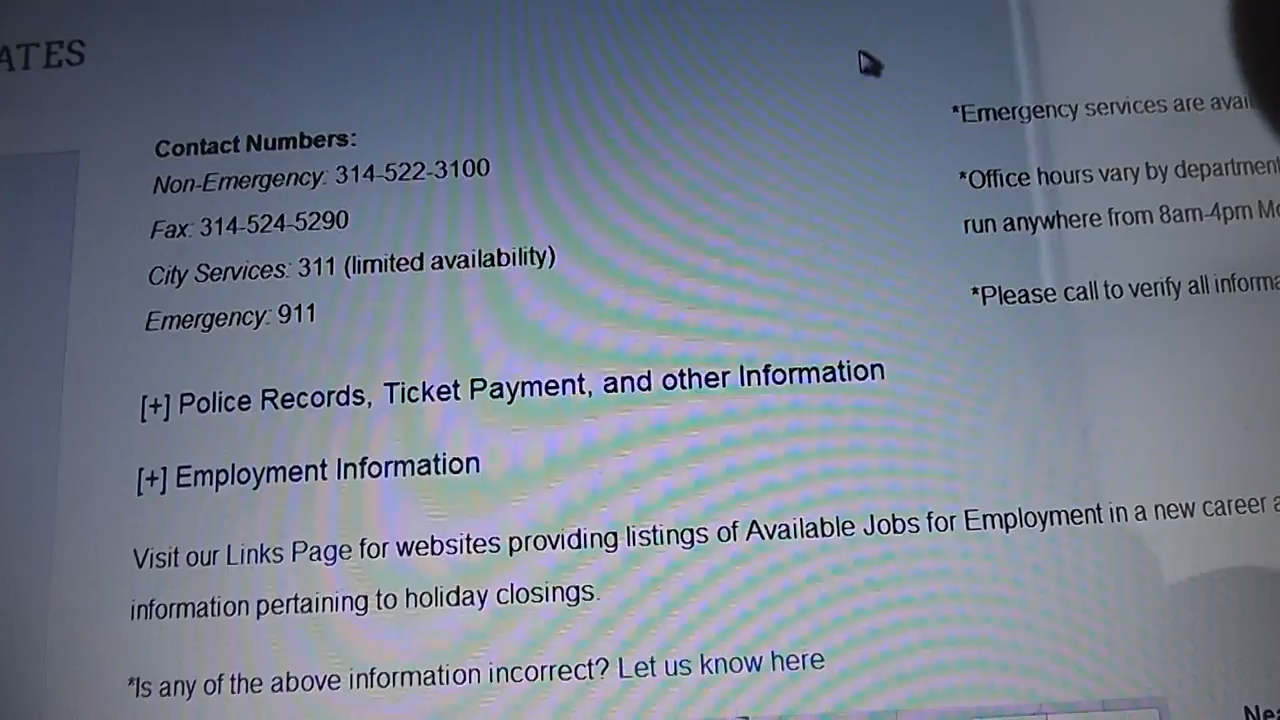 ATES
Contact Numbers:
Non-Emergency: 314-522-3100
Fax: 314-524-5290
City Services: 311 (limited availability)
Emergency: 911
*Emergency services are avai
*Office hours vary by department
run anywhere from 8am-4pm Mo
*Please call to verify all informa
[+] Police Records, Ticket Payment, and other Information
[+] Employment Information
Visit our Links Page for websites providing listings of Available Jobs for Employment in a new career a
information pertaining to holiday closings.
*Is any of the above information incorrect? Let us know here
Nea